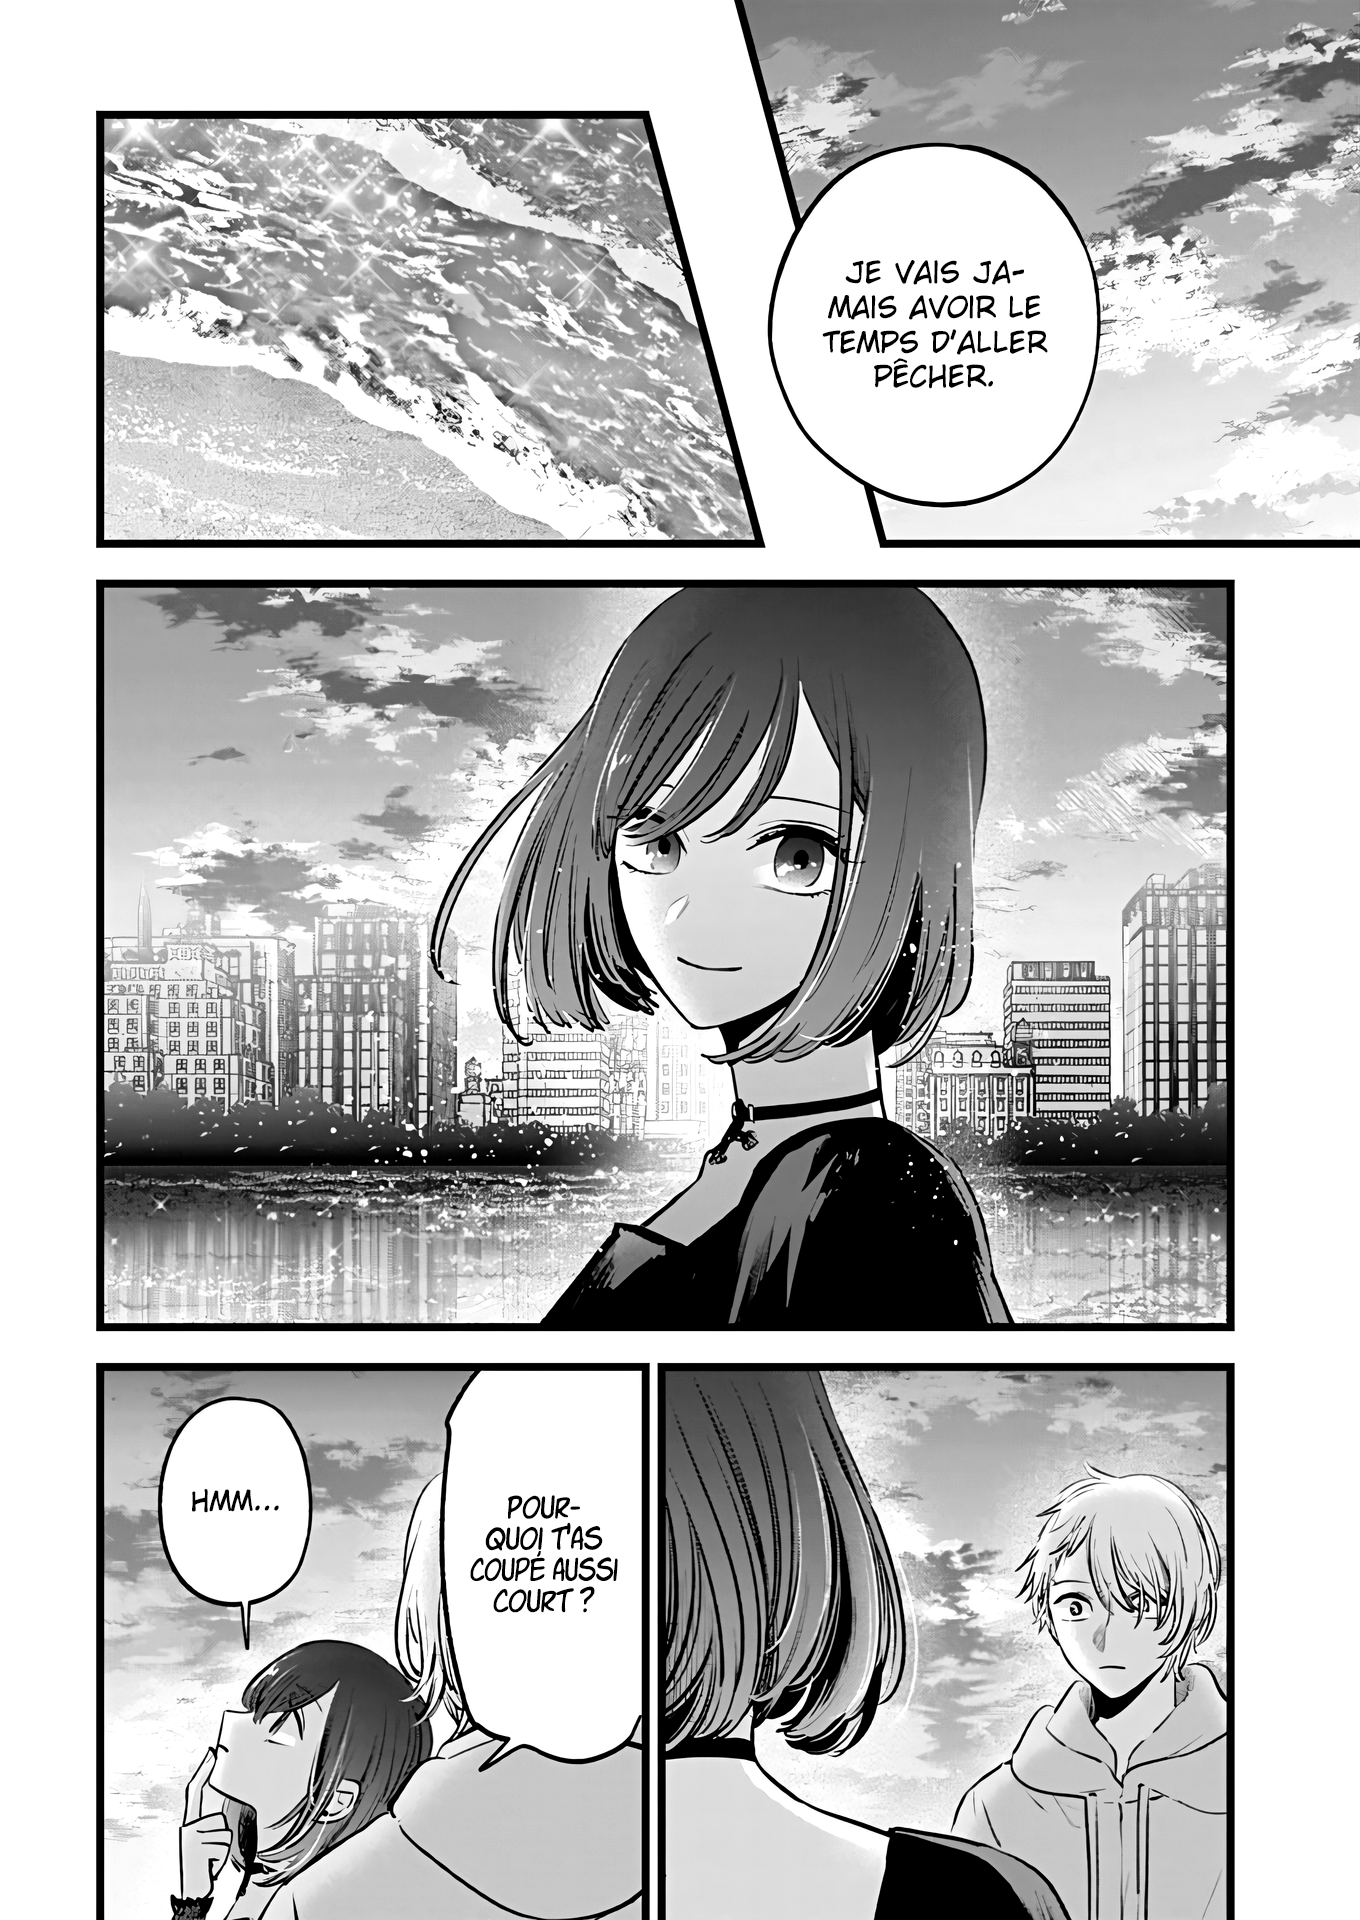 JE VAIS JA-
MAIS AVOIR LE
TEMPS D'ALLER
PÊCHER.
POUR-
QUOI T'AS
COUPÉ AUSSI
COURT ?
HMM...